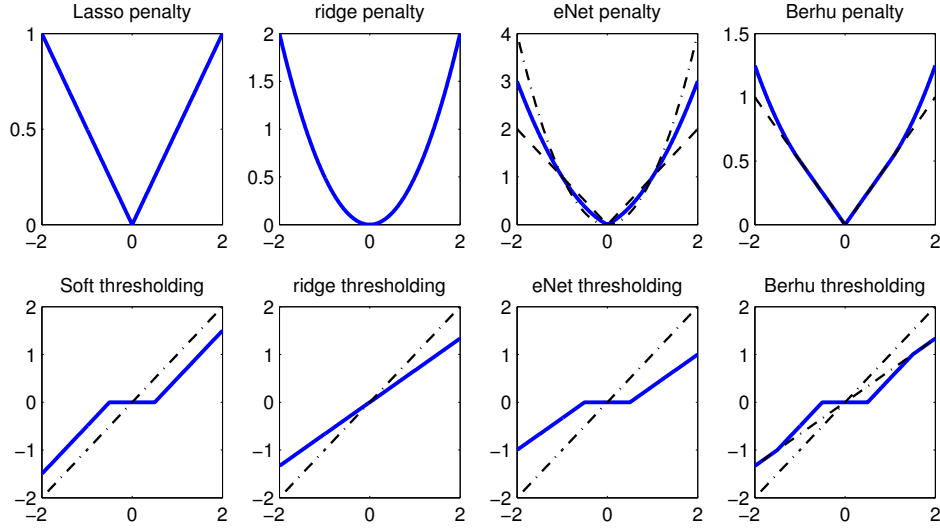 Lasso penalty
ridge penalty
eNet penalty
Berhu penalty
1
0.5
0
−2 0 2
2
1.5
1
0.5
0
−2 0 2
4
3
2
1
0
−2 0 2
1.5
1
0.5
0
−2 0 2
Soft thresholding
ridge thresholding
eNet thresholding
Berhu thresholding
2
1
0
−1
−2
−2 0 2
2
1
0
−1
−2
−2 0 2
2
1
0
−1
−2
−2 0 2
2
1
0
−1
−2
−2 0 2